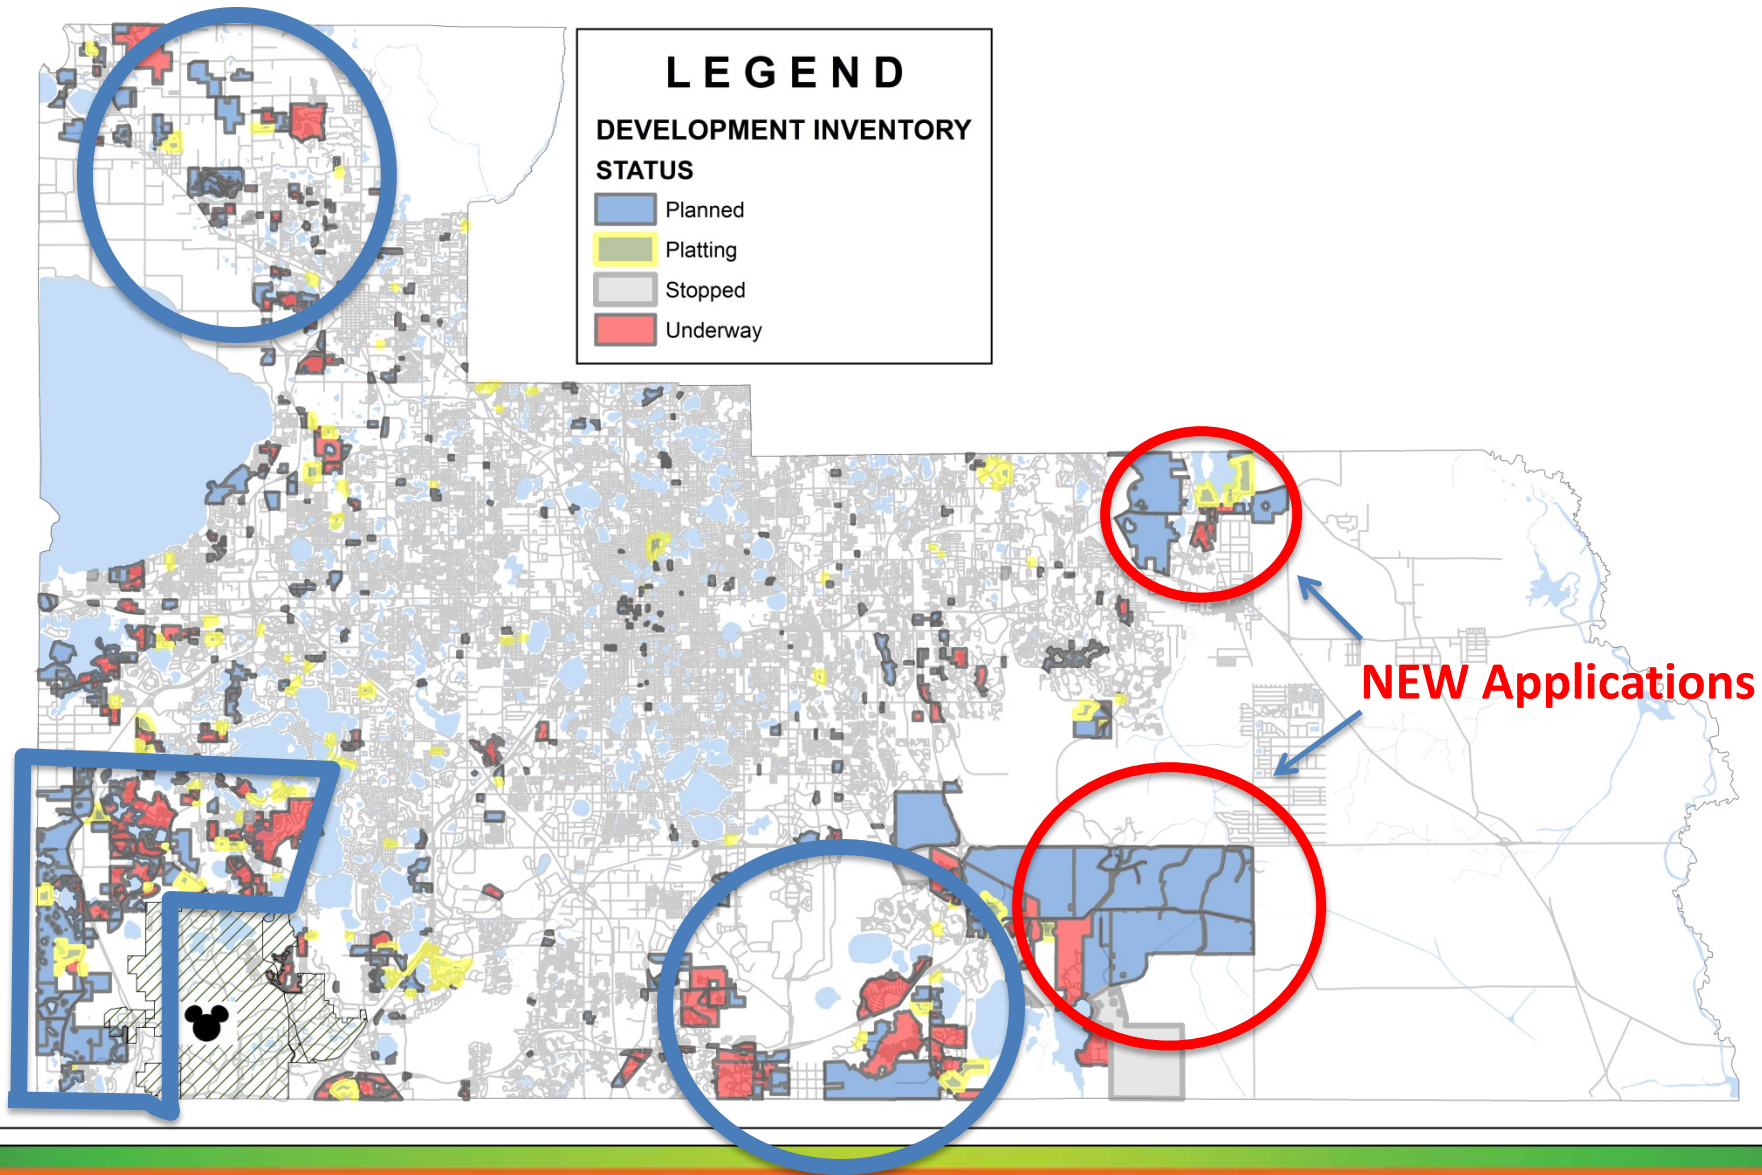 LEGEND
DEVELOPMENT INVENTORY
STATUS
Planned
Platting
Stopped
Underway
NEW Applications